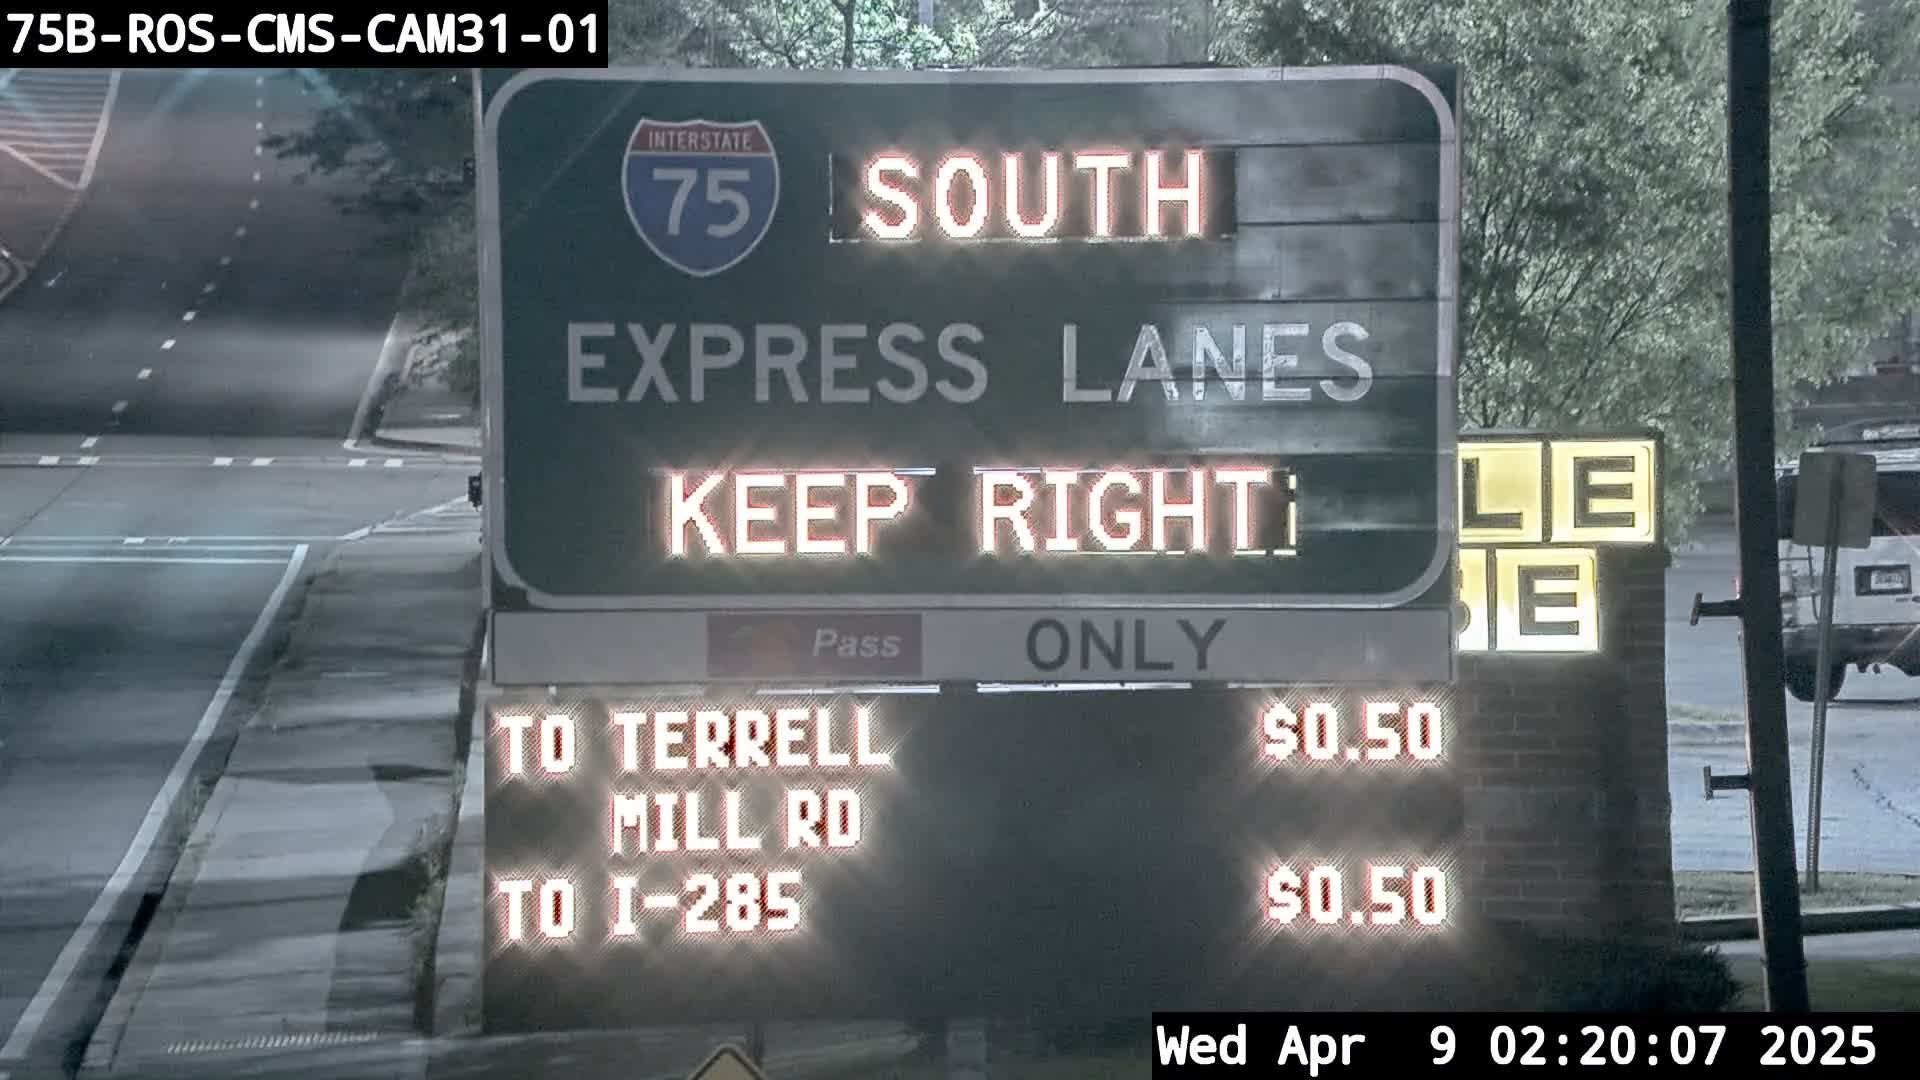 75B-ROS-CMS-CAM31-01
INTERSTATE
75
SOUTH
EXPRESS LANES
KEEP RIGHT
Pass ONLY
TO TERRELL $0.50
MILL RD
TO I-285 $0.50
LE
E
Wed Apr 9 02:20:07 2025